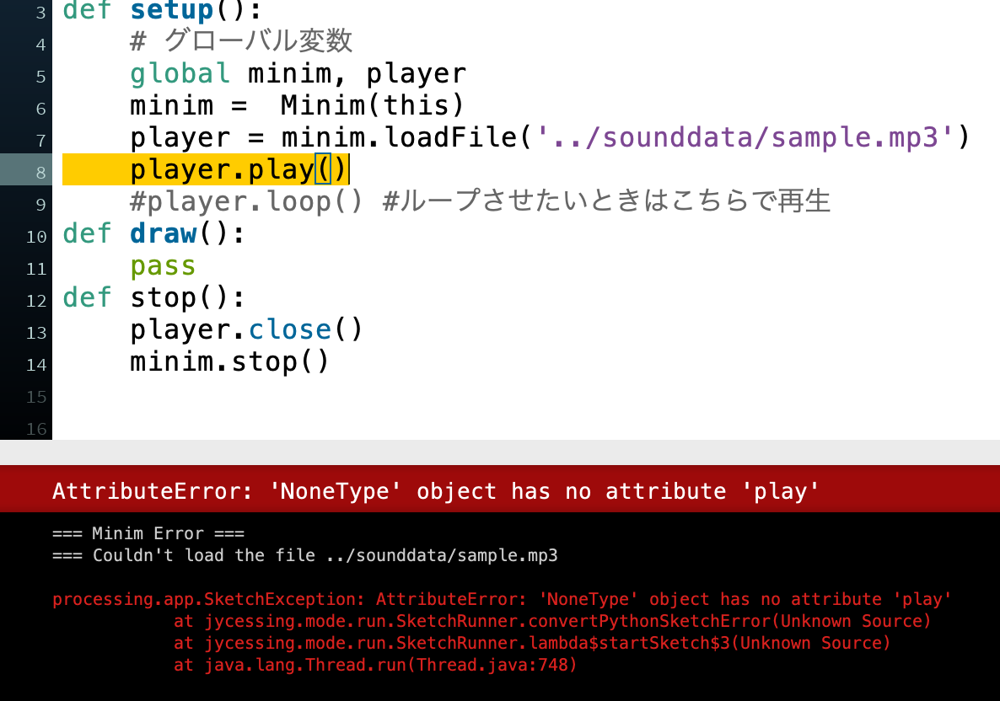 3 def setup():
4     # グローバル変数
5     global minim, player
6     minim =  Minim(this)
7     player = minim.loadFile('../sounddata/sample.mp3')
8     player.play()
9     #player.loop() #ループさせたいときはこちらで再生
10 def draw():
11     pass
12 def stop():
13     player.close()
14     minim.stop()
15
16
AttributeError: 'NoneType' object has no attribute 'play'
=== Minim Error ===
=== Couldn't load the file ../sounddata/sample.mp3
processing.app.SketchException: AttributeError: 'NoneType' object has no attribute 'play'
at jycessing.mode.run.SketchRunner.convertPythonSketchError(Unknown Source)
at jycessing.mode.run.SketchRunner.lambda$startSketch$3(Unknown Source)
at java.lang.Thread.run(Thread.java:748)